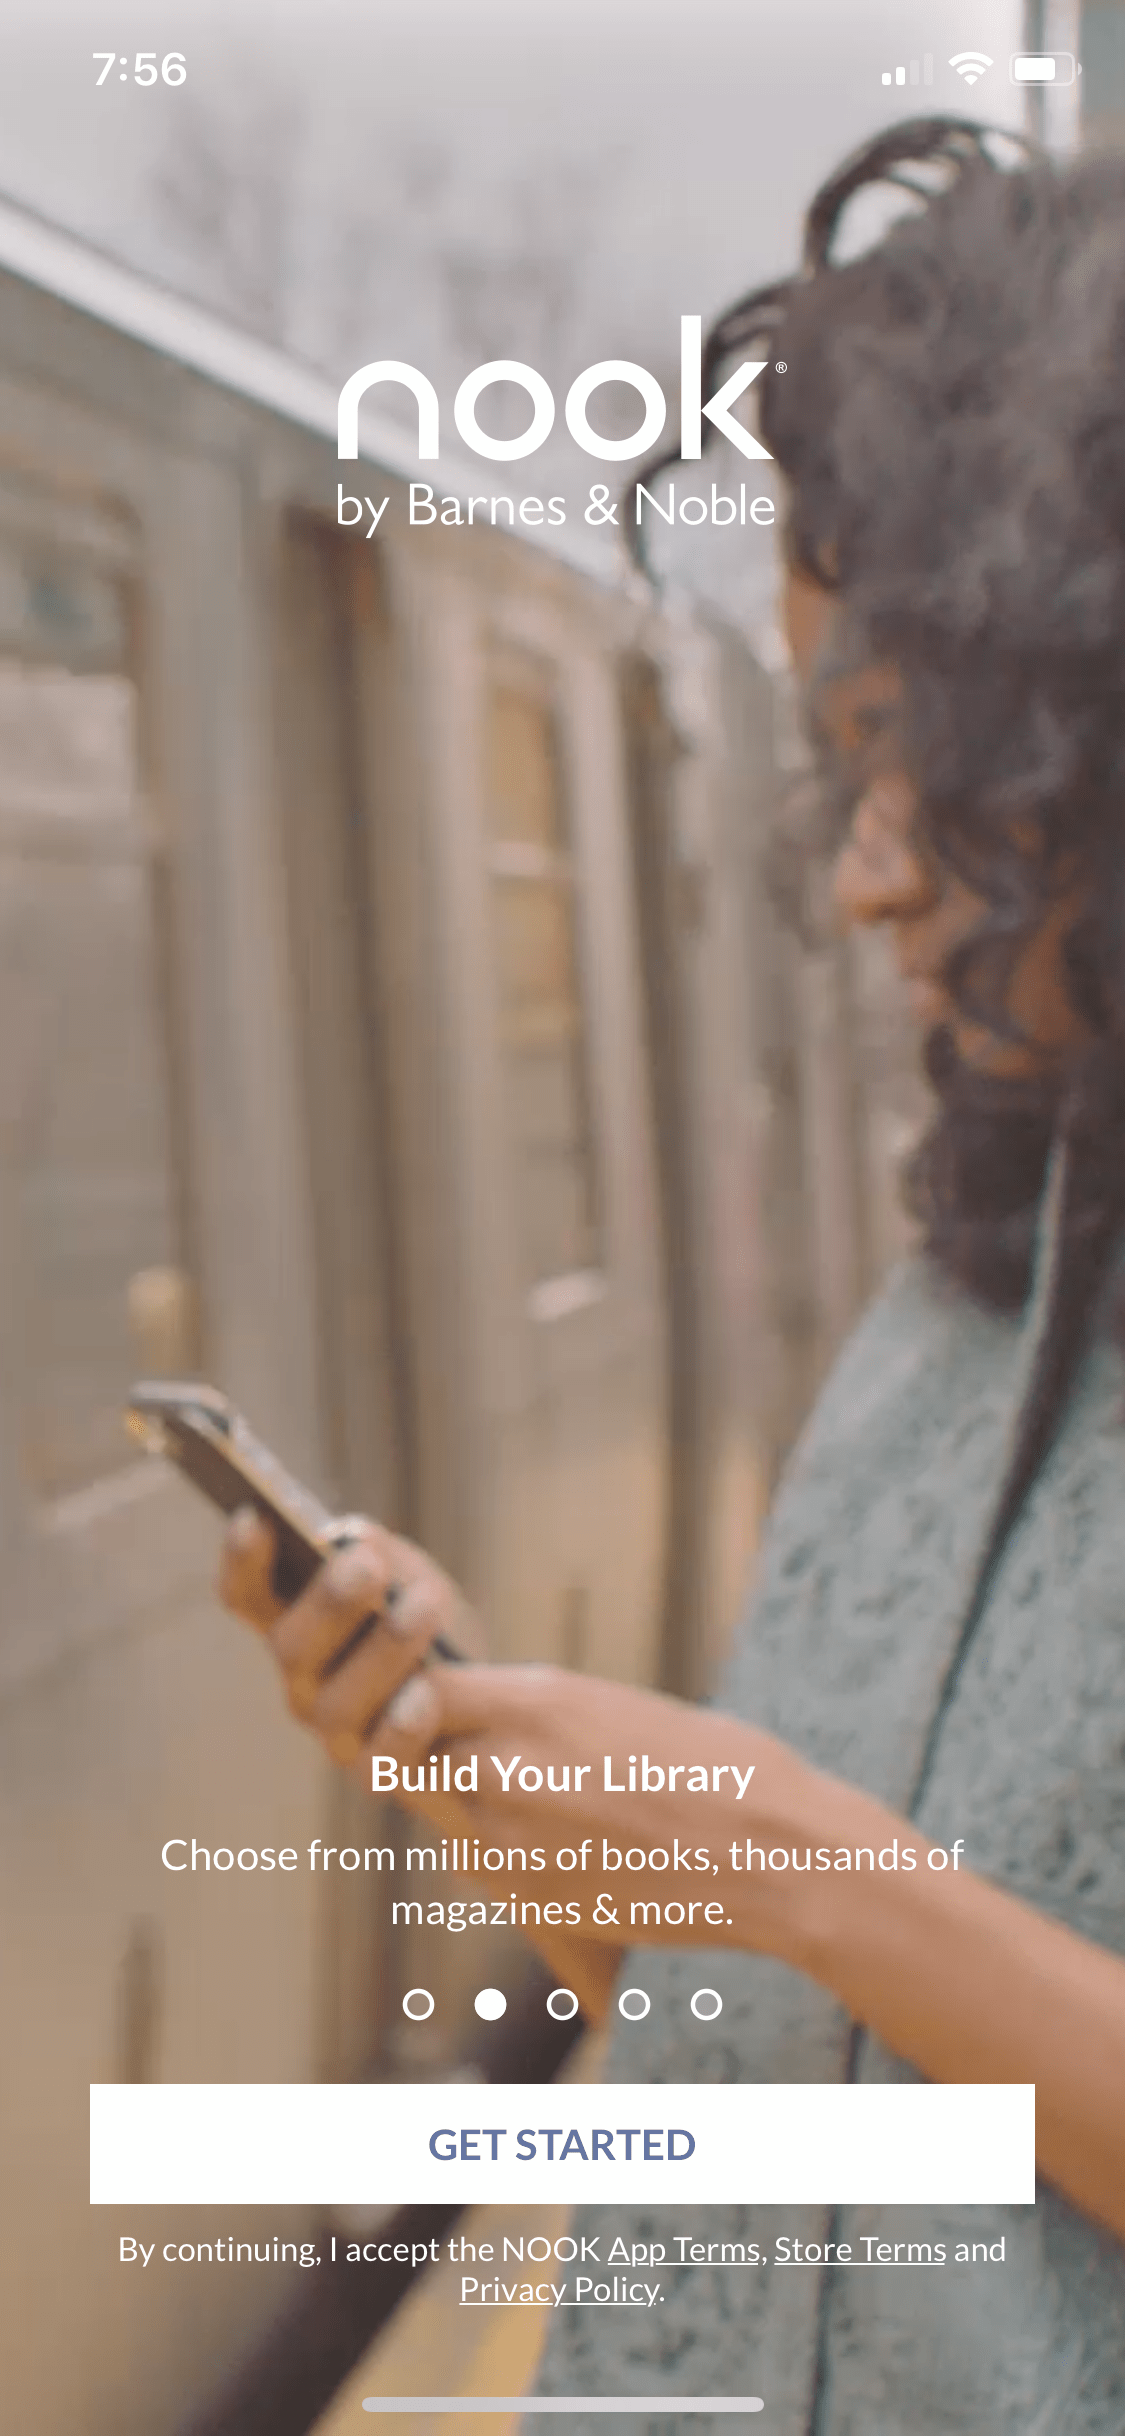 7:56
nook®
by Barnes & Noble
Build Your Library
Choose from millions of books, thousands of
magazines & more.
GET STARTED
By continuing, I accept the NOOK App Terms, Store Terms and
Privacy Policy.